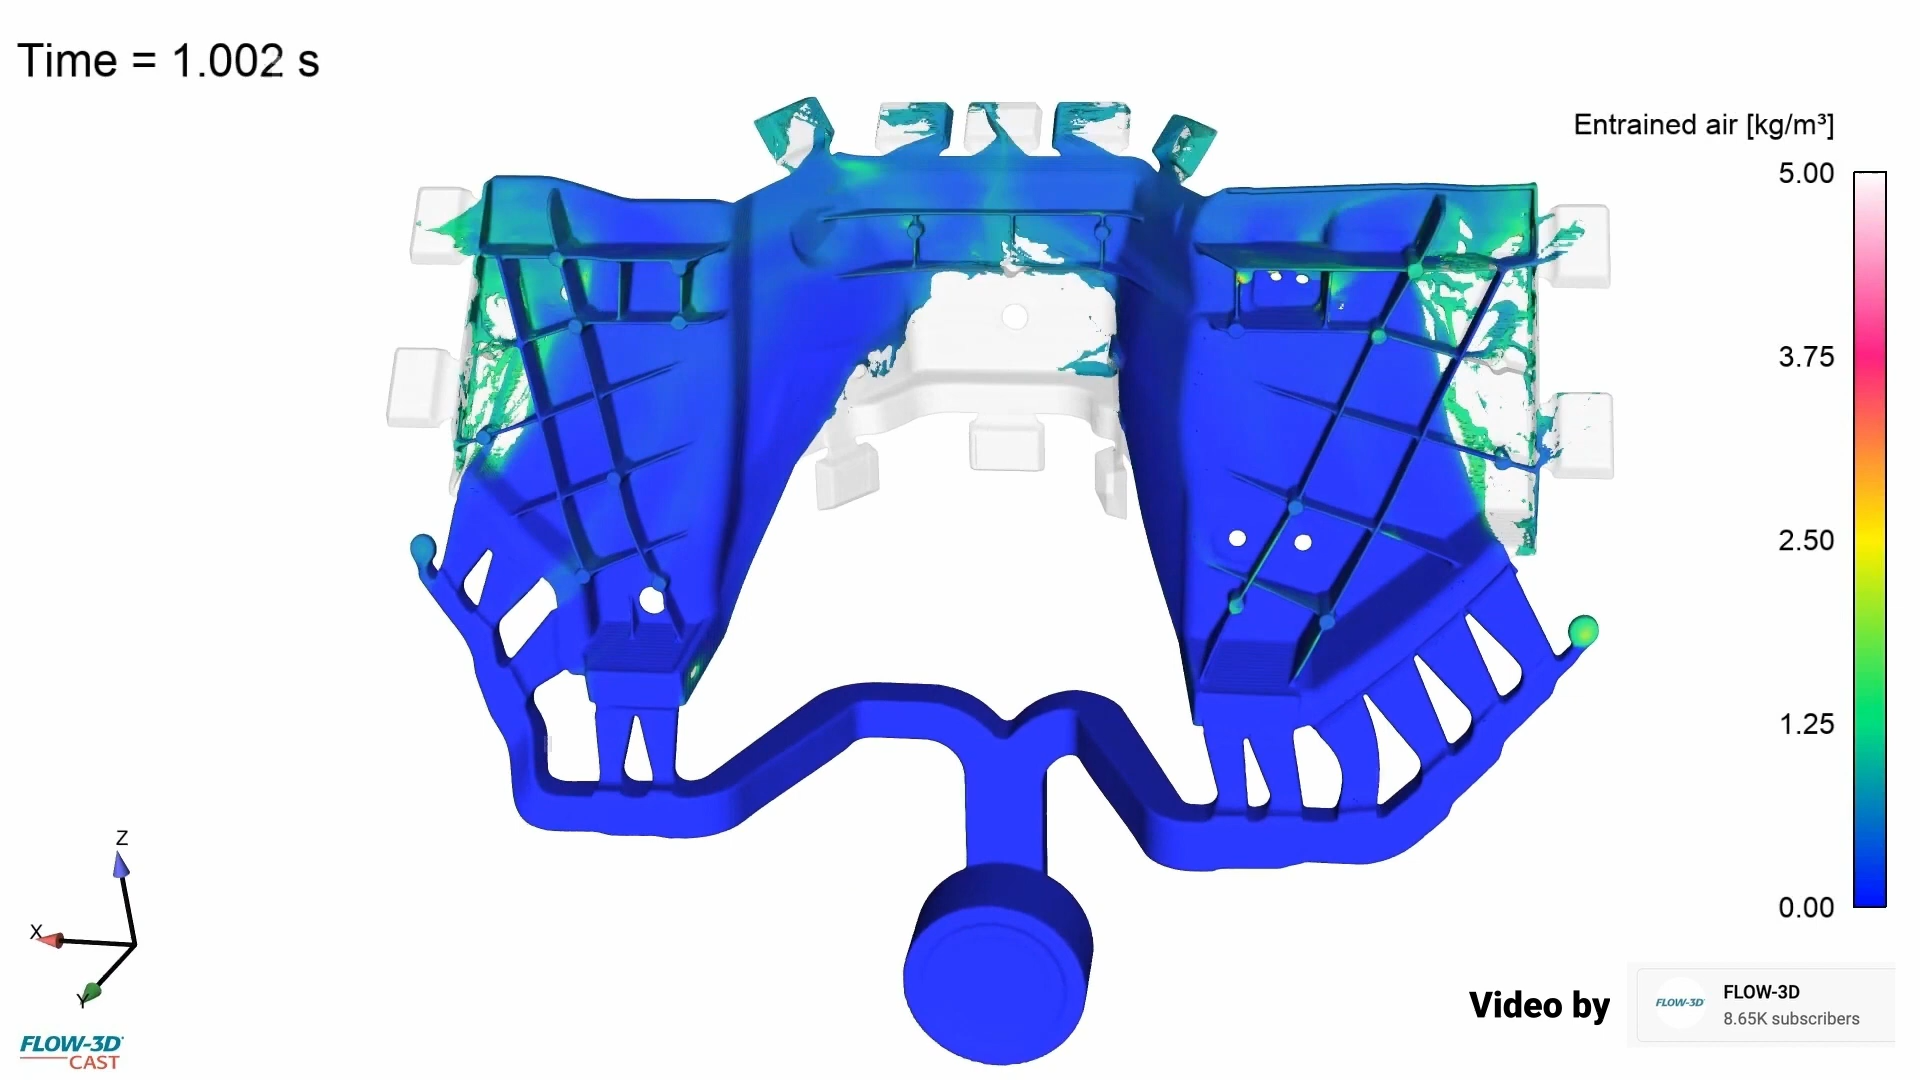 Time = 1.002 s
Entrained air [kg/m³]
5.00
3.75
2.50
1.25
0.00
Z
X
Y
FLOW-3D
CAST
Video by
FLOW-3D
FLOW-3D
8.65K subscribers